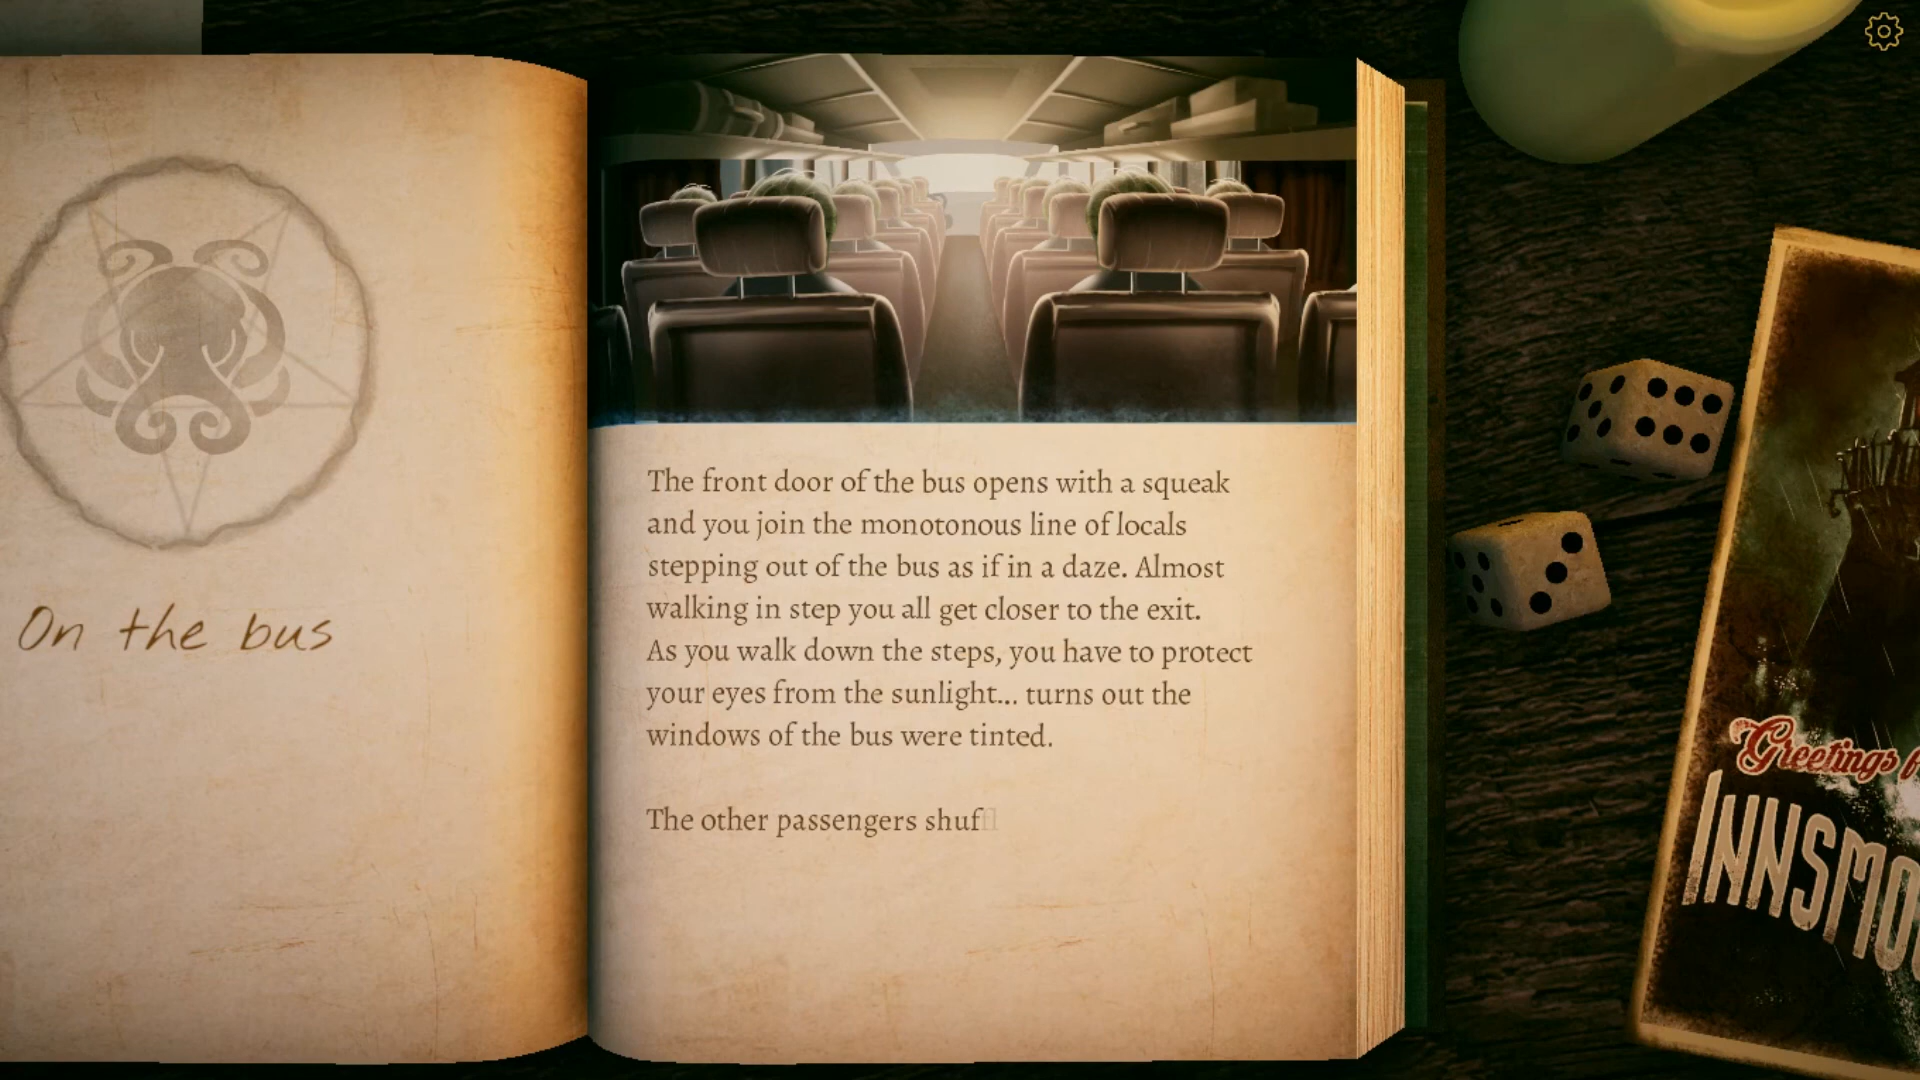 On the bus
The front door of the bus opens with a squeak
and you join the monotonous line of locals
stepping out of the bus as if in a daze. Almost
walking in step you all get closer to the exit.
As you walk down the steps, you have to protect
your eyes from the sunlight... turns out the
windows of the bus were tinted.
The other passengers shuffl
Greetings f
INNSMO